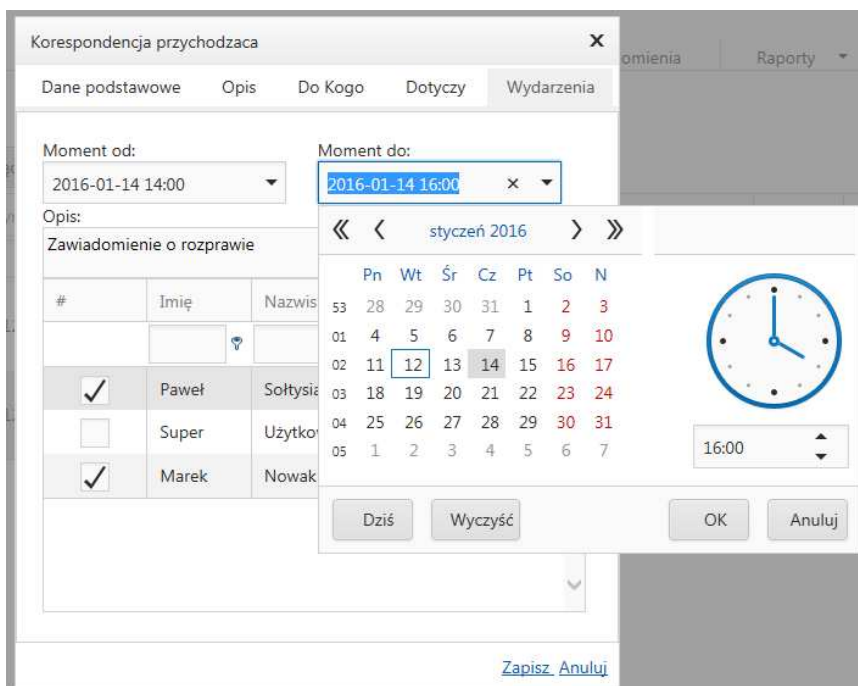 Korespondencja przychodzaca x
omienia Raporty
Dane podstawowe Opis Do Kogo Dotyczy Wydarzenia
Moment od: Moment do:
2016-01-14 14:00 2016-01-14 16:00
Opis:
Zawiadomienie o rozprawie
styczeń 2016
Pn Wt Śr Cz Pt So N
53 28 29 30 31 1 2 3
01 4 5 6 7 8 9 10
02 11 12 13 14 15 16 17
03 18 19 20 21 22 23 24
04 25 26 27 28 29 30 31
05 1 2 3 4 5 6 7
16:00
Dziś Wyczyść OK Anuluj
# Imię Nazwis
Paweł Sołtysia
Super Użytkow
Marek Nowak
Zapisz Anuluj